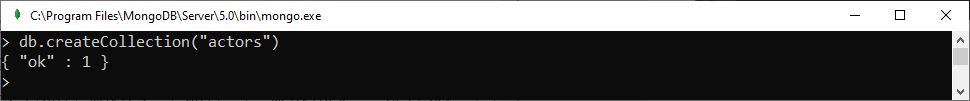 C:\Program Files\MongoDB\Server\5.0\bin\mongo.exe
> db.createCollection("actors")
{ "ok" : 1 }
>